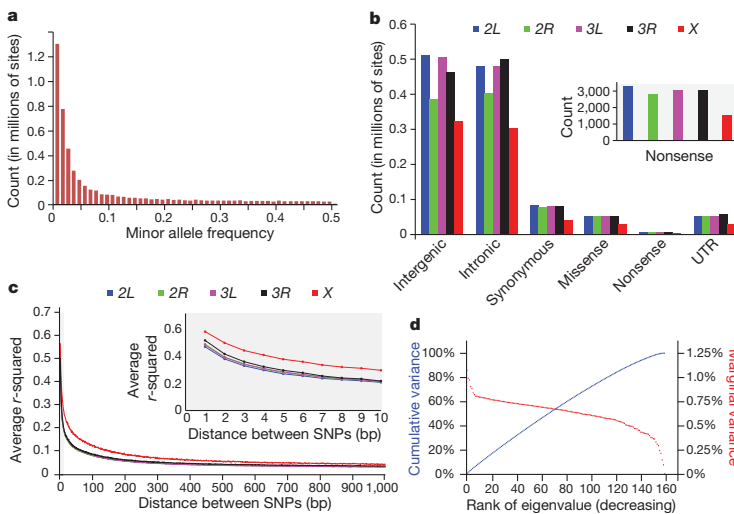 a
Count (in millions of sites)
1.2
1.0
0.8
0.6
0.4
0.2
0
0 0.1 0.2 0.3 0.4 0.5
Minor allele frequency
b
2L 2R 3L 3R X
Count (in millions of sites)
0.6
0.5
0.4
0.3
0.2
0.1
0
Intergenic
Intronic
Synonymous
Missense
Nonsense
UTR
Count
3,000
2,000
1,000
0
Nonsense
c
2L 2R 3L 3R X
Average r-squared
0.7
0.6
0.5
0.4
0.3
0.2
0.1
0
0 100 200 300 400 500 600 700 800 900 1,000
Distance between SNPs (bp)
Average
r-squared
0.6
0.4
0.2
0
1 2 3 4 5 6 7 8 9 10
Distance between SNPs (bp)
d
Cumulative variance
100%
80%
60%
40%
20%
0%
1.25%
1.0%
0.75%
0.5%
0.25%
0.0%
Marginal variance
0 20 40 60 80 100 120 140 160
Rank of eigenvalue (decreasing)